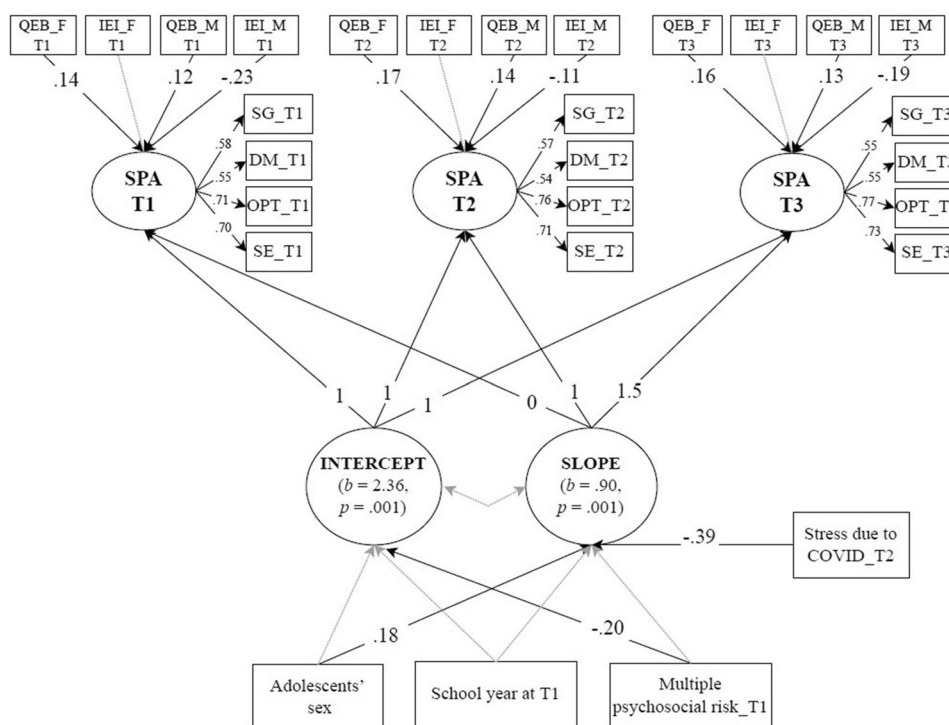 QEB_F IEI_F QEB_M IEI_M
T1 T1 T1 T1
QEB_F IEI_F QEB_M IEI_M
T2 T2 T2 T2
QEB_F IEI_F QEB_M IEI_M
T3 T3 T3 T3
.14 .12 -.23
.17 .14 -.11
.16 .13 -.19
SPA
T1
.58 SG_T1
.55 DM_T1
.71 OPT_T1
.70 SE_T1
SPA
T2
.57 SG_T2
.54 DM_T2
.76 OPT_T2
.71 SE_T2
SPA
T3
.55 SG_T3
.55
.77
.73 SE_T3
1 1 1 0 1 1.5
INTERCEPT
(b = 2.36,
p = .001)
SLOPE
(b = .90,
p = .001)
-.39
Stress due to
COVID_T2
.18 -.20
Adolescents'
sex
School year at T1
Multiple
psychosocial risk_T1